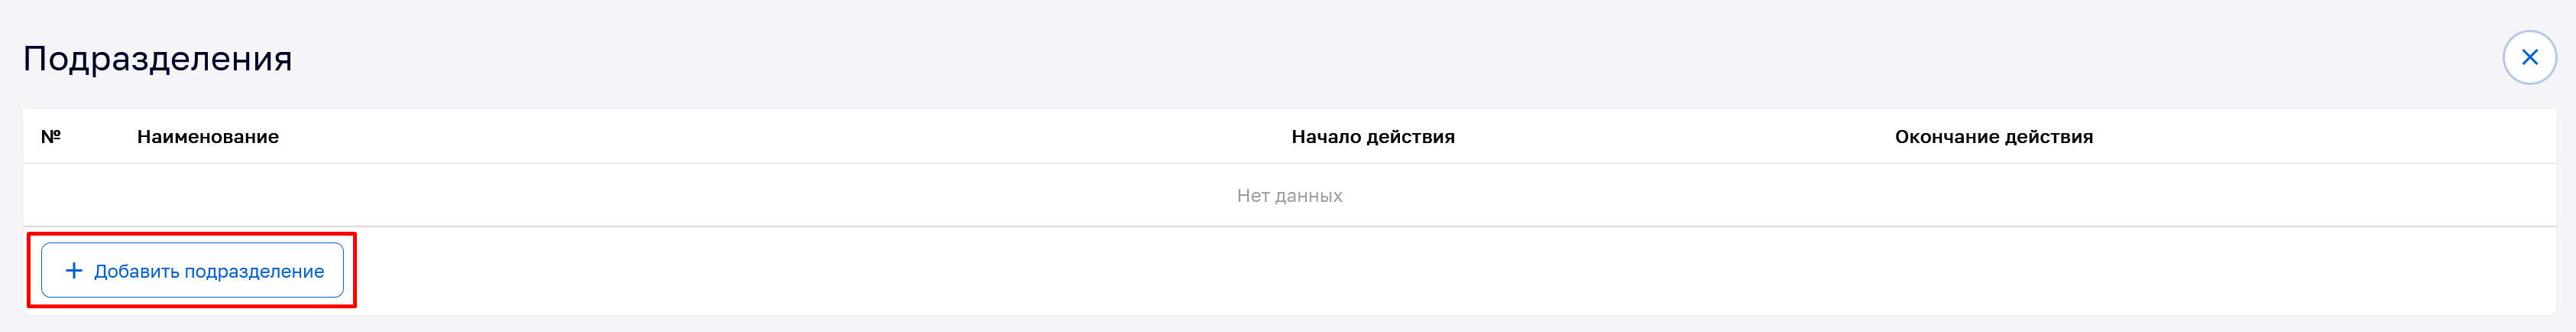 Подразделения
№ Наименование Начало действия Окончание действия
Нет данных
Добавить подразделение